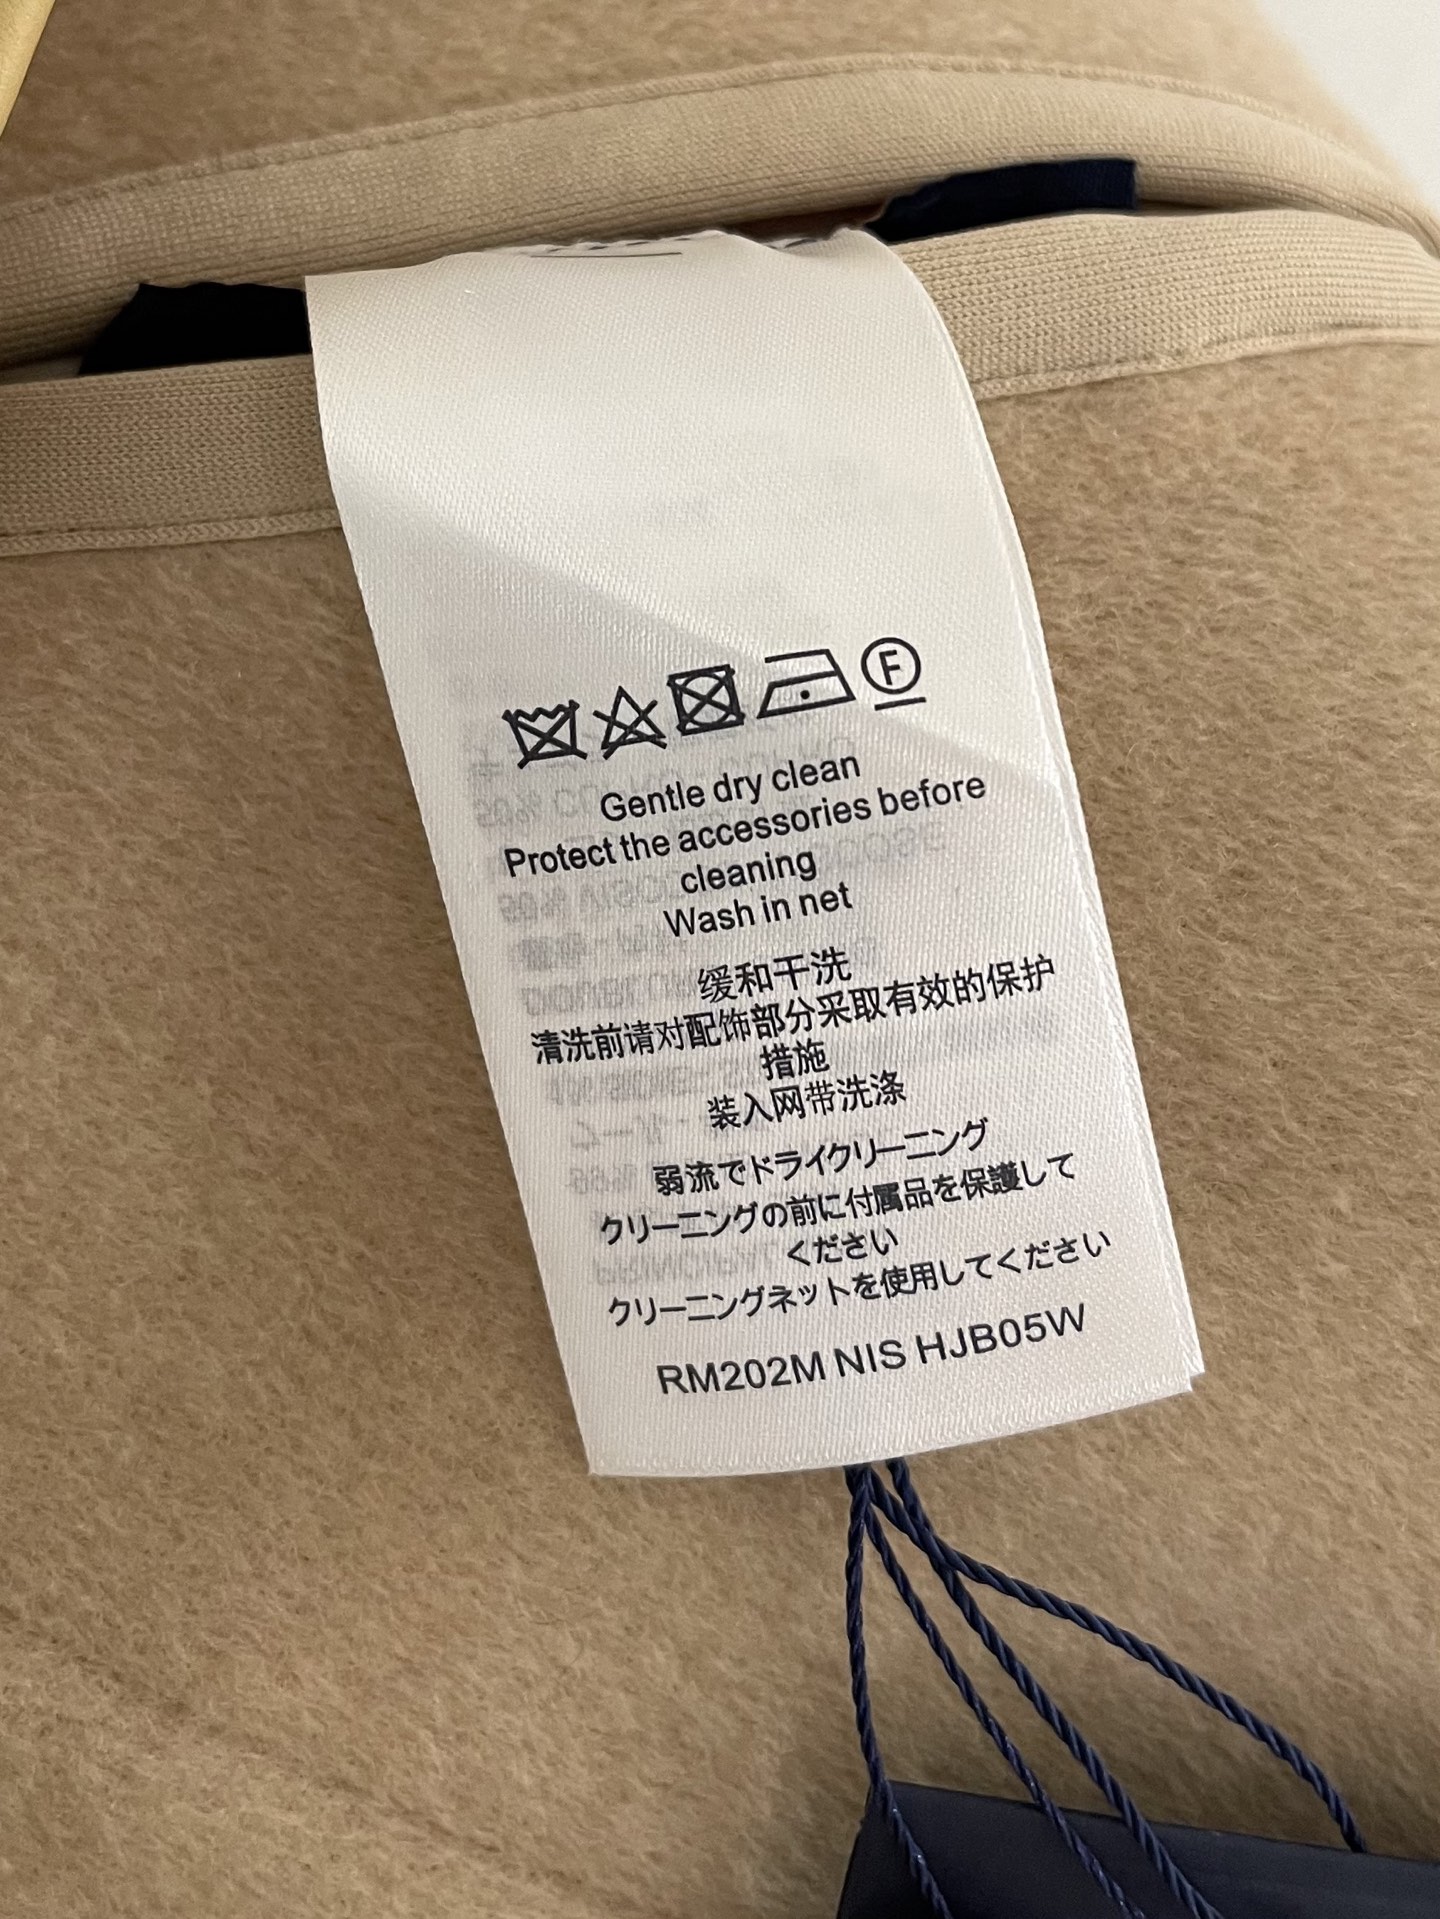 F
Gentle dry clean
Protect the accessories before
cleaning
Wash in net
缓和干洗
清洗前请对配饰部分采取有效的保护
措施
装入网带洗涤
弱流でドライクリーニング
クリーニングの前に付属品を保護して
ください
クリーニングネットを使用してください
RM202M NIS HJB05W